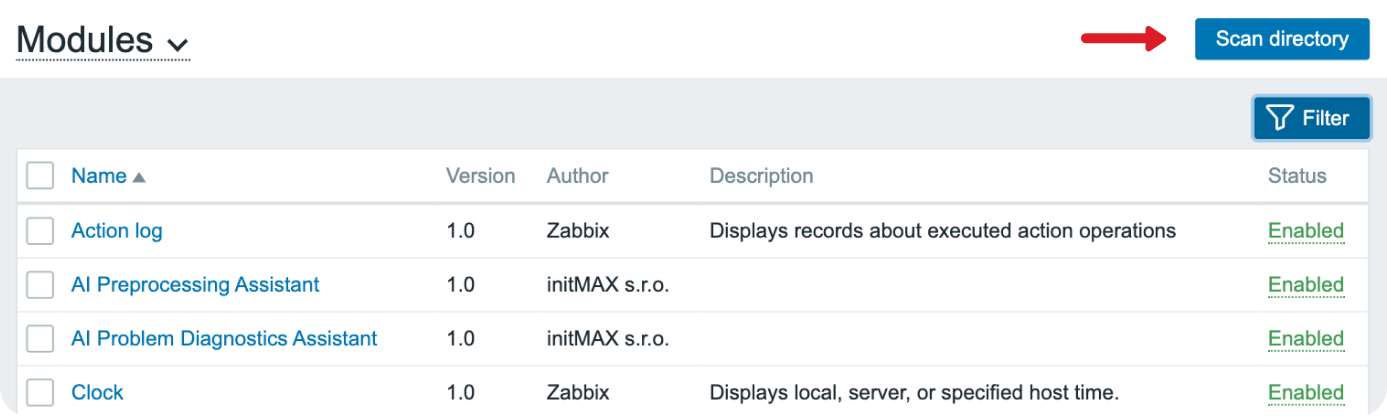 Modules
Scan directory
Filter
Name Version Author Description Status
Action log 1.0 Zabbix Displays records about executed action operations Enabled
AI Preprocessing Assistant 1.0 initMAX s.r.o. Enabled
AI Problem Diagnostics Assistant 1.0 initMAX s.r.o. Enabled
Clock 1.0 Zabbix Displays local, server, or specified host time. Enabled